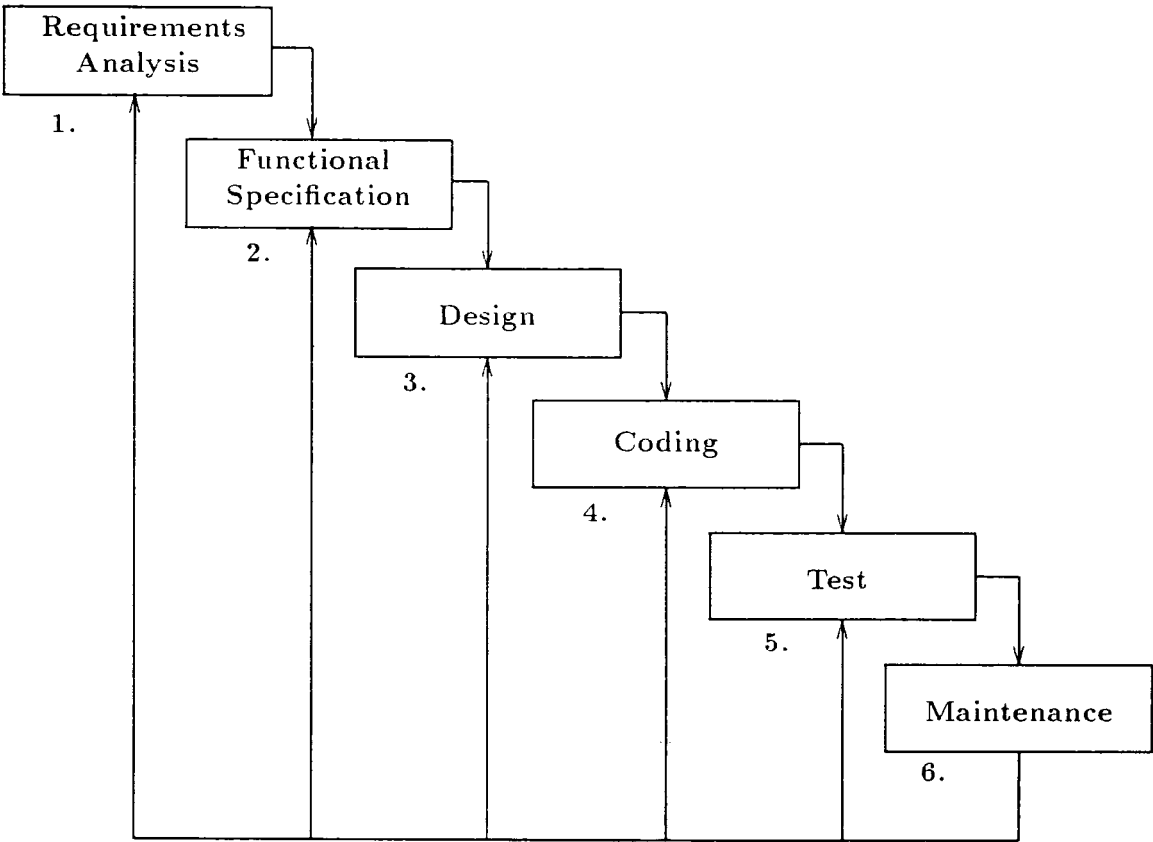 Requirements
Analysis
1.
Functional
Specification
2.
Design
3.
Coding
4.
Test
5.
Maintenance
6.